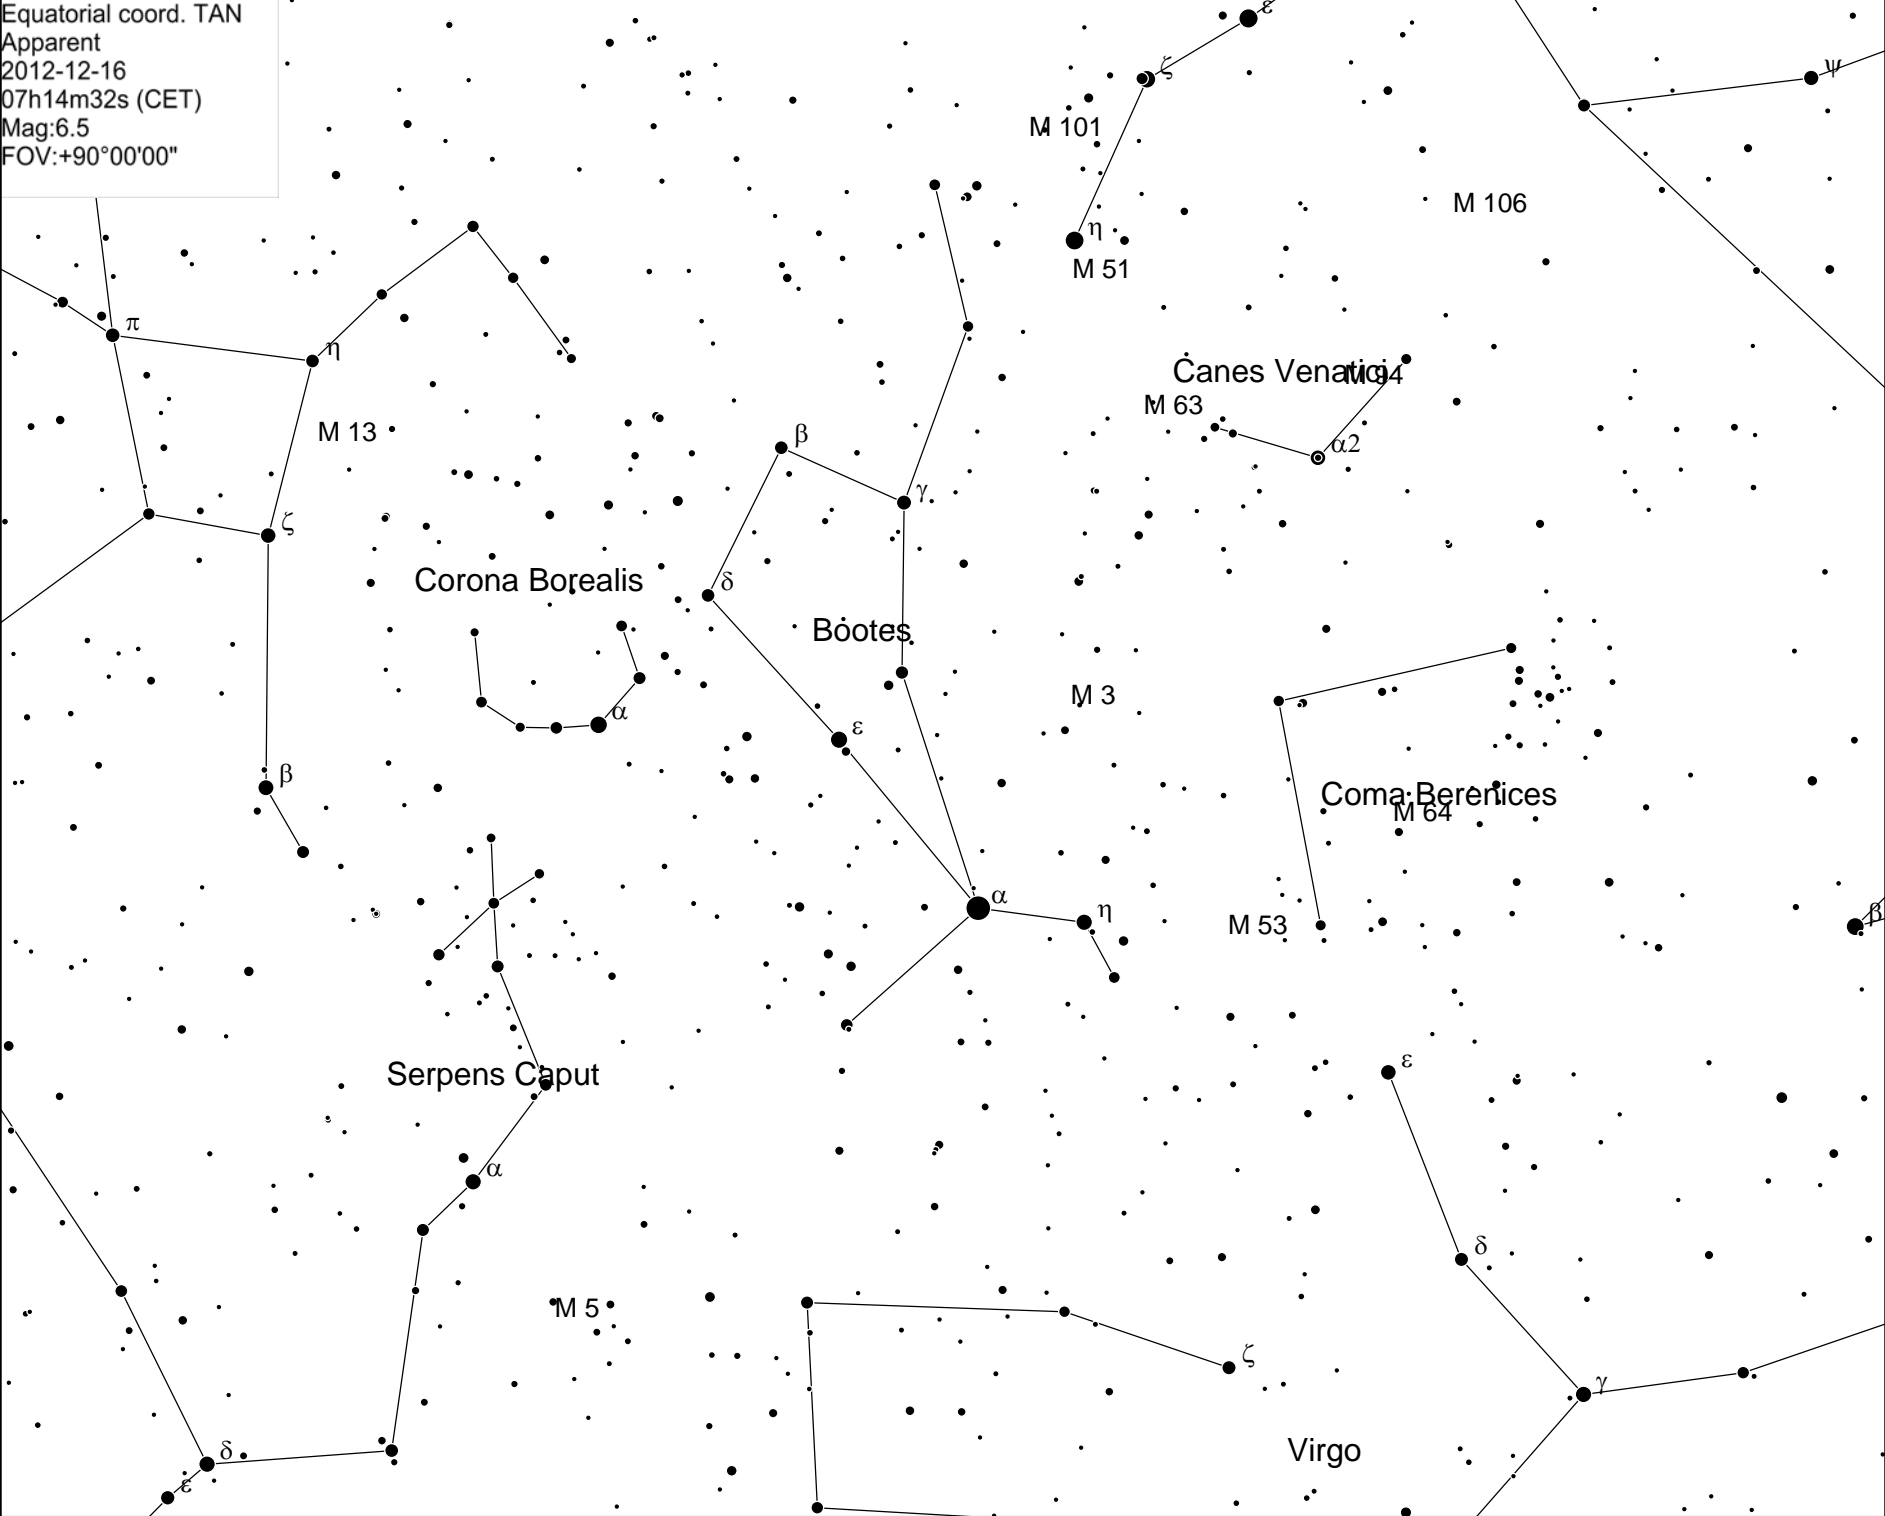 Equatorial coord. TAN
Apparent
2012-12-16
07h14m32s (CET)
Mag:6.5
FOV:+90°00'00"
ε
ζ
ψ
M 101
M 106
η
M 51
π
η
Canes Venatici
M 94
M 63
M 13
β
α2
γ
ζ
Corona Borealis
δ
Bootes
M 3
α
ε
β
Coma Berenices
M 64
α
η
M 53
β
Serpens Caput
ε
α
δ
M 5
ζ
γ
δ
Virgo
ε